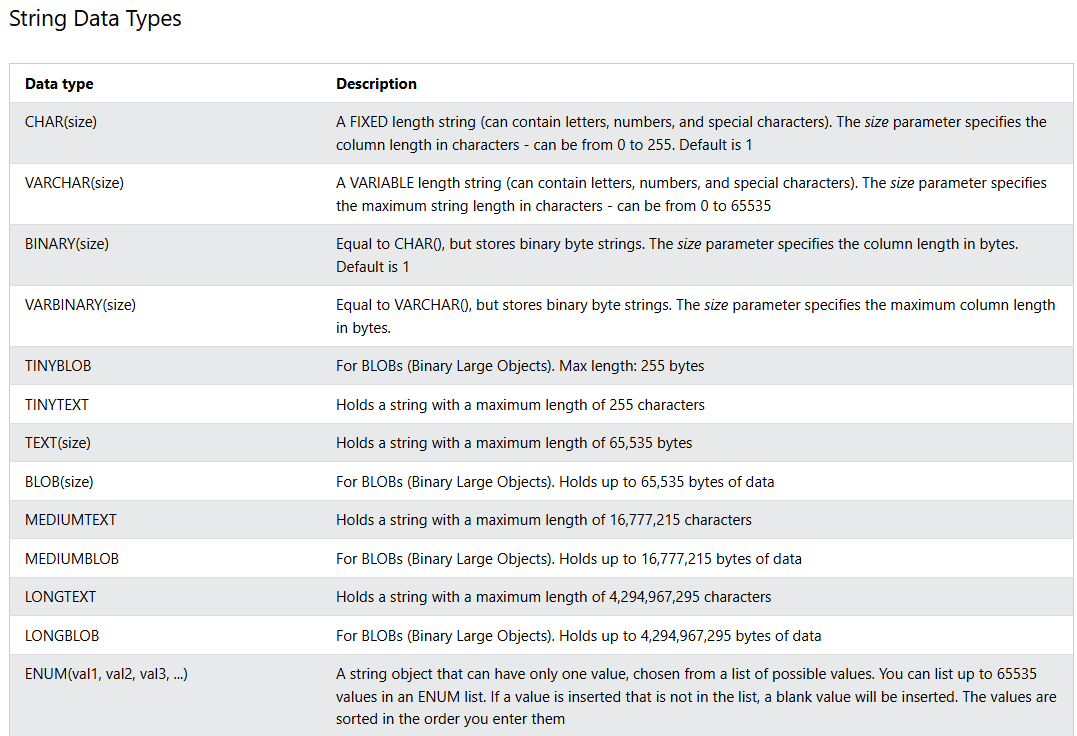 String Data Types
Data type Description
CHAR(size) A FIXED length string (can contain letters, numbers, and special characters). The size parameter specifies the
column length in characters - can be from 0 to 255. Default is 1
VARCHAR(size) A VARIABLE length string (can contain letters, numbers, and special characters). The size parameter specifies
the maximum string length in characters - can be from 0 to 65535
BINARY(size) Equal to CHAR(), but stores binary byte strings. The size parameter specifies the column length in bytes.
Default is 1
VARBINARY(size) Equal to VARCHAR(), but stores binary byte strings. The size parameter specifies the maximum column length
in bytes.
TINYBLOB For BLOBs (Binary Large Objects). Max length: 255 bytes
TINYTEXT Holds a string with a maximum length of 255 characters
TEXT(size) Holds a string with a maximum length of 65,535 bytes
BLOB(size) For BLOBs (Binary Large Objects). Holds up to 65,535 bytes of data
MEDIUMTEXT Holds a string with a maximum length of 16,777,215 characters
MEDIUMBLOB For BLOBs (Binary Large Objects). Holds up to 16,777,215 bytes of data
LONGTEXT Holds a string with a maximum length of 4,294,967,295 characters
LONGBLOB For BLOBs (Binary Large Objects). Holds up to 4,294,967,295 bytes of data
ENUM(val1, val2, val3, ...) A string object that can have only one value, chosen from a list of possible values. You can list up to 65535
values in an ENUM list. If a value is inserted that is not in the list, a blank value will be inserted. The values are
sorted in the order you enter them